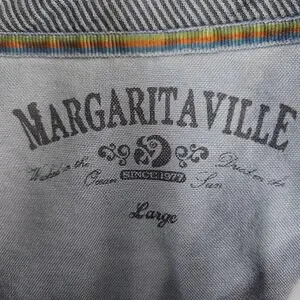 MARGARITAVILLE
Washed in the Ocean
Dried in the Sun
SINCE 1977
Large